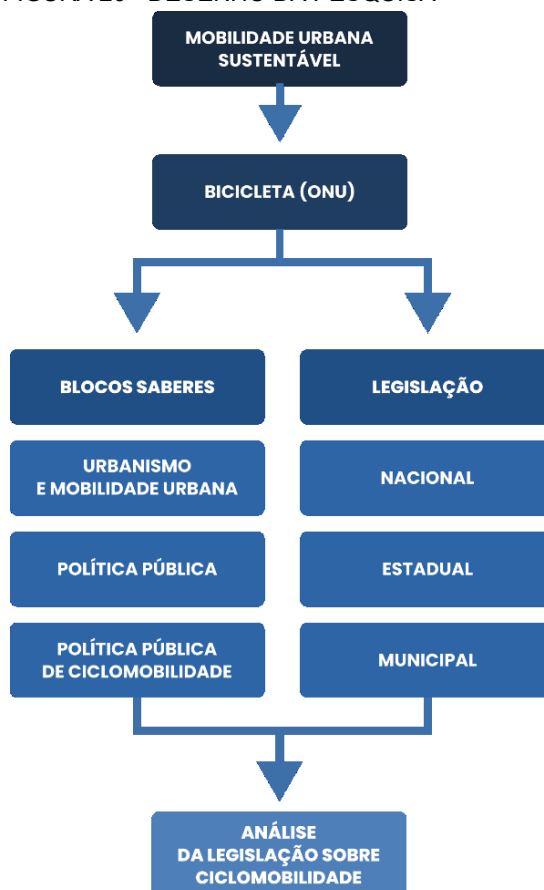 MOBILIDADE URBANA
SUSTENTÁVEL
BICICLETA (ONU)
BLOCOS SABERES
LEGISLAÇÃO
URBANISMO
E MOBILIDADE URBANA
NACIONAL
POLÍTICA PÚBLICA
ESTADUAL
POLÍTICA PÚBLICA
DE CICLOMOBILIDADE
MUNICIPAL
ANÁLISE
DA LEGISLAÇÃO SOBRE
CICLOMOBILIDADE